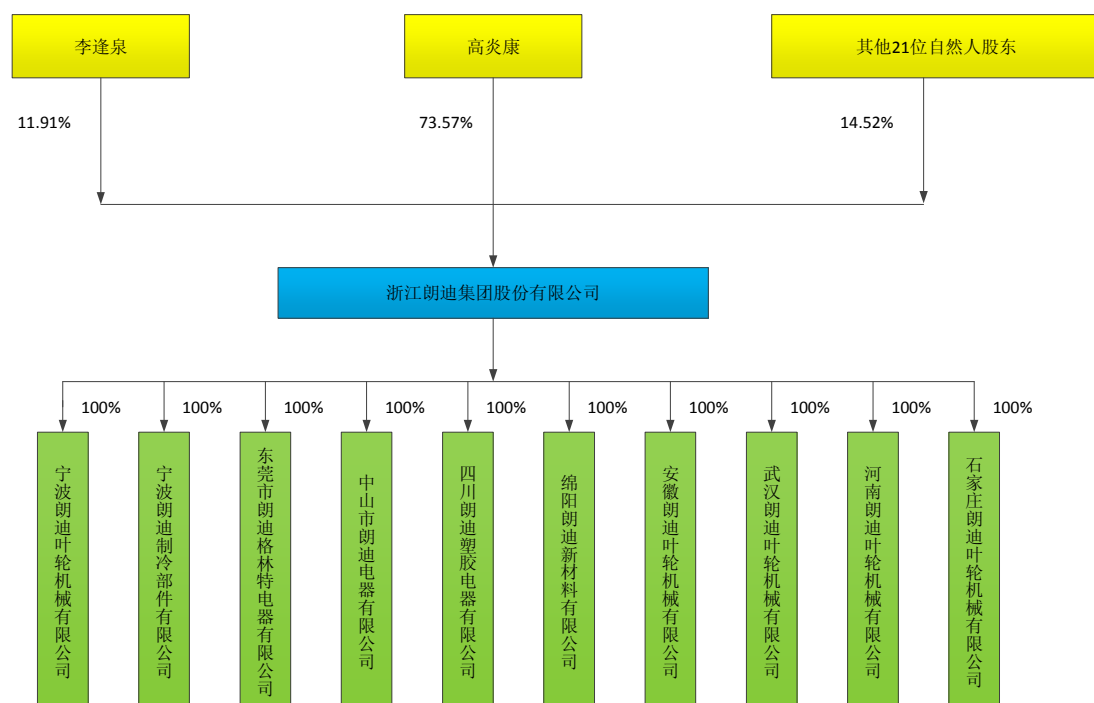 李逢泉
高炎康
其他21位自然人股东
11.91%
73.57%
14.52%
浙江朗迪集团股份有限公司
100%
100%
100%
100%
100%
100%
100%
100%
100%
100%
宁波朗迪叶轮机械有限公司
宁波朗迪制冷部件有限公司
东莞市朗迪格林特电器有限公司
中山市朗迪电器有限公司
四川朗迪塑胶电器有限公司
绵阳朗迪新材料有限公司
安徽朗迪叶轮机械有限公司
武汉朗迪叶轮机械有限公司
河南朗迪叶轮机械有限公司
石家庄朗迪叶轮机械有限公司